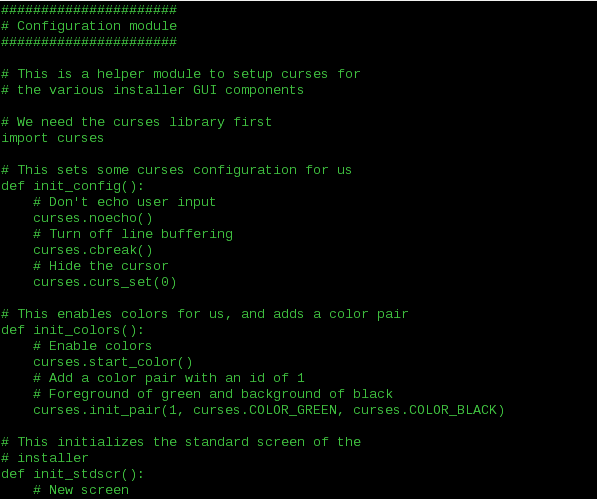 ######################
# Configuration module
######################
# This is a helper module to setup curses for
# the various installer GUI components
# We need the curses library first
import curses
# This sets some curses configuration for us
def init_config():
    # Don't echo user input
    curses.noecho()
    # Turn off line buffering
    curses.cbreak()
    # Hide the cursor
    curses.curs_set(0)
# This enables colors for us, and adds a color pair
def init_colors():
    # Enable colors
    curses.start_color()
    # Add a color pair with an id of 1
    # Foreground of green and background of black
    curses.init_pair(1, curses.COLOR_GREEN, curses.COLOR_BLACK)
# This initializes the standard screen of the
# installer
def init_stdscr():
    # New screen